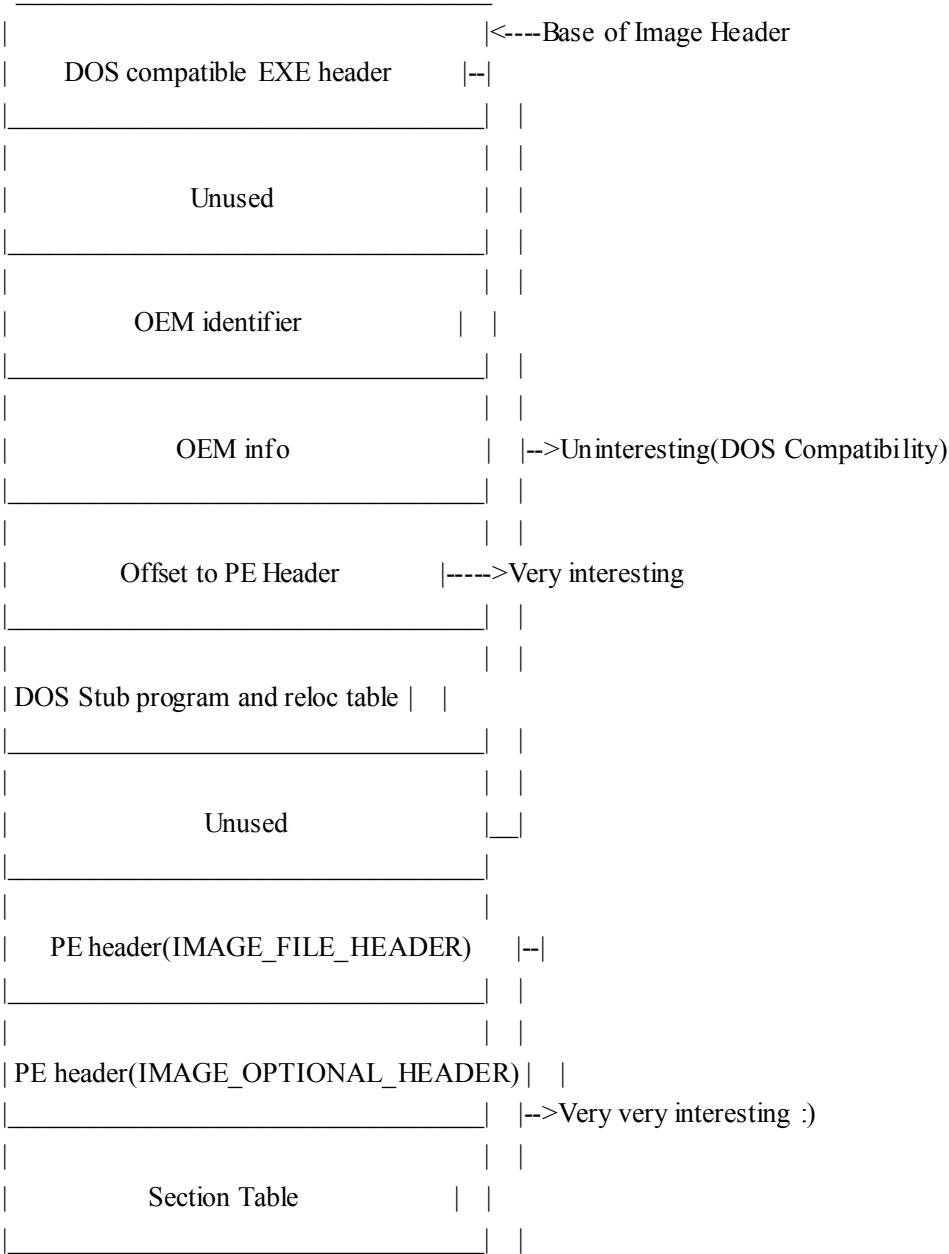 <----Base of Image Header
DOS compatible EXE header |--|
Unused
OEM identifier
OEM info |-->Uninteresting(DOS Compatibility)
Offset to PE Header |----->Very interesting
DOS Stub program and reloc table
Unused
PE header(IMAGE_FILE_HEADER) |--|
PE header(IMAGE_OPTIONAL_HEADER)
|-->Very very interesting :)
Section Table